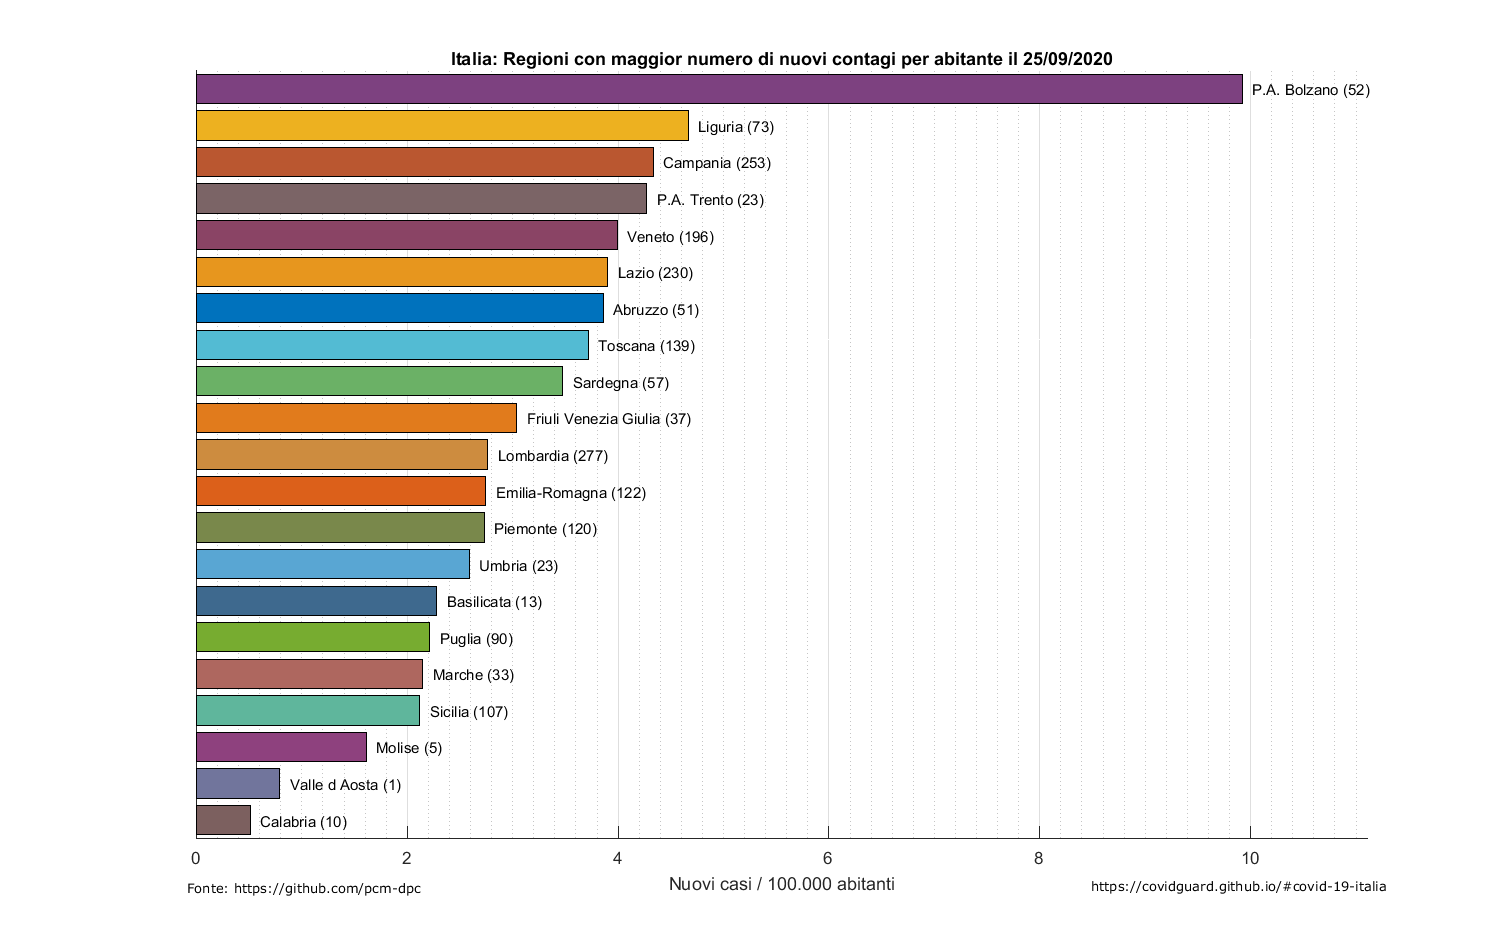 Italia: Regioni con maggior numero di nuovi contagi per abitante il 25/09/2020
P.A. Bolzano (52)
Liguria (73)
Campania (253)
P.A. Trento (23)
Veneto (196)
Lazio (230)
Abruzzo (51)
Toscana (139)
Sardegna (57)
Friuli Venezia Giulia (37)
Lombardia (277)
Emilia-Romagna (122)
Piemonte (120)
Umbria (23)
Basilicata (13)
Puglia (90)
Marche (33)
Sicilia (107)
Molise (5)
Valle d Aosta (1)
Calabria (10)
0 2 4 6 8 10
Nuovi casi / 100.000 abitanti
Fonte: https://github.com/pcm-dpc
https://covidguard.github.io/#covid-19-italia